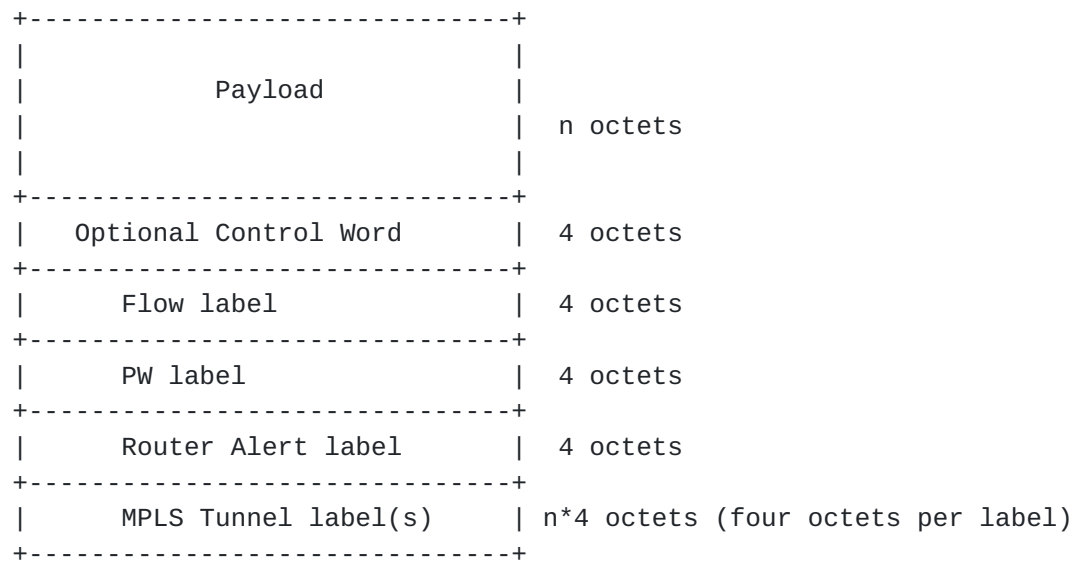 +-------------------------------+
|                               |
|            Payload            |
|                               |  n octets
|                               |
+-------------------------------+
|   Optional Control Word       |  4 octets
+-------------------------------+
|      Flow label               |  4 octets
+-------------------------------+
|      PW label                 |  4 octets
+-------------------------------+
|      Router Alert label       |  4 octets
+-------------------------------+
|      MPLS Tunnel label(s)     | n*4 octets (four octets per label)
+-------------------------------+